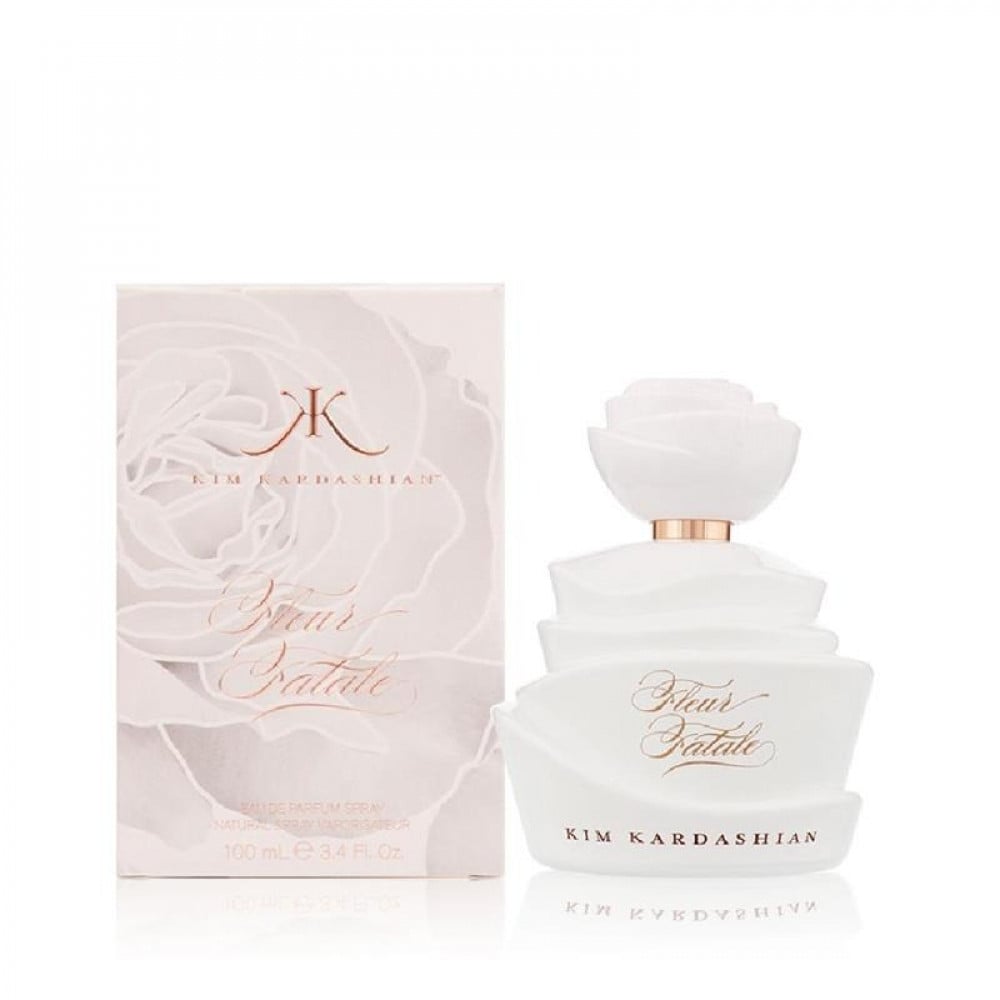 KIM KARDASHIAN™
Fleur
Fatale
EAU DE PARFUM SPRAY
NATURAL SPRAY VAPORISATEUR
100 mL ℮ 3.4 Fl. Oz.
Fleur
Fatale
KIM KARDASHIAN